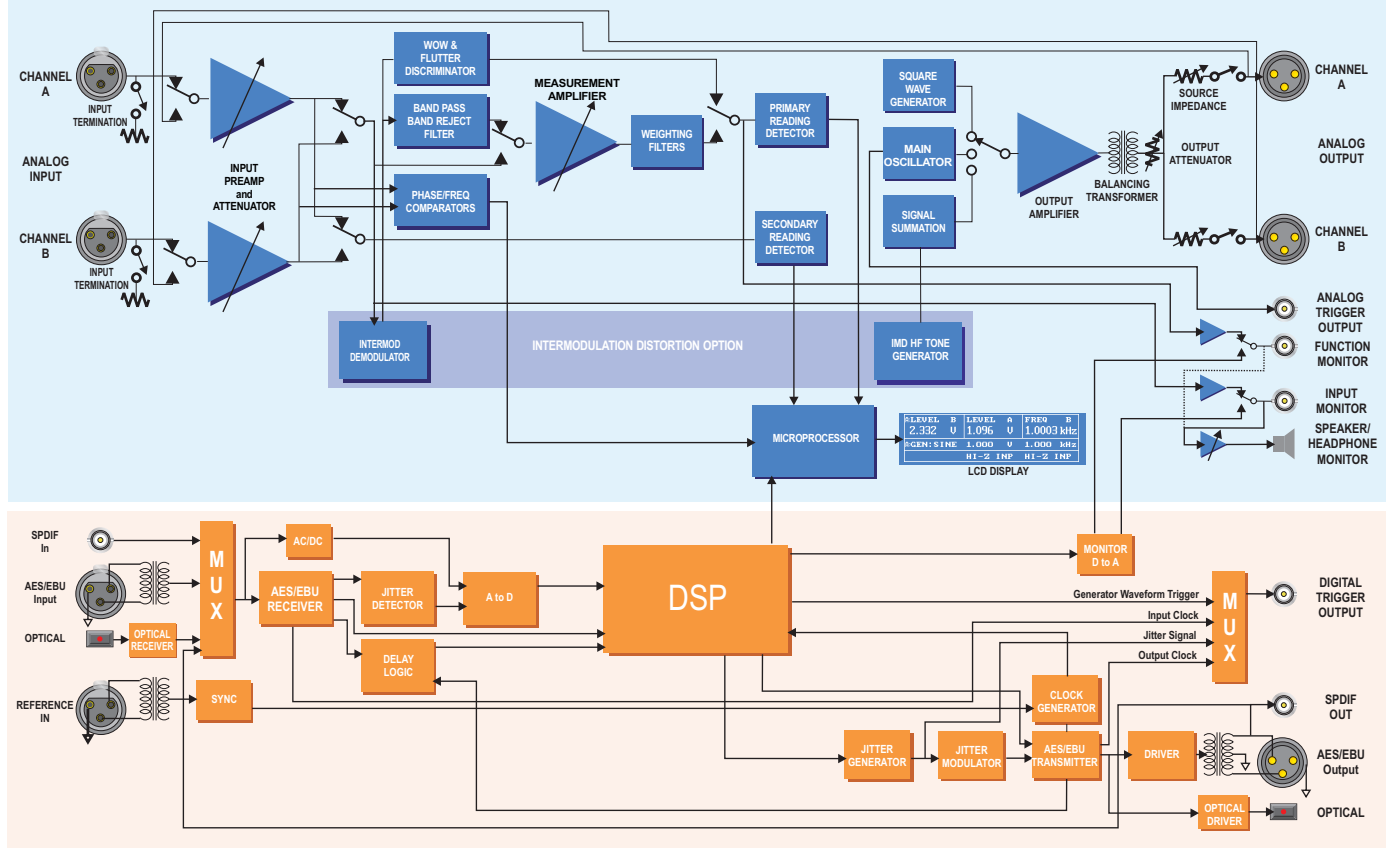 CHANNEL
A
INPUT
TERMINATION
ANALOG
INPUT
CHANNEL
B
INPUT
TERMINATION
INPUT
PREAMP
and
ATTENUATOR
WOW &
FLUTTER
DISCRIMINATOR
BAND PASS
BAND REJECT
FILTER
PHASE/FREQ
COMPARATORS
MEASUREMENT
AMPLIFIER
WEIGHTING
FILTERS
PRIMARY
READING
DETECTOR
SECONDARY
READING
DETECTOR
SQUARE
WAVE
GENERATOR
MAIN
OSCILLATOR
SIGNAL
SUMMATION
OUTPUT
AMPLIFIER
BALANCING
TRANSFORMER
SOURCE
IMPEDANCE
OUTPUT
ATTENUATOR
CHANNEL
A
ANALOG
OUTPUT
CHANNEL
B
ANALOG
TRIGGER
OUTPUT
FUNCTION
MONITOR
INPUT
MONITOR
SPEAKER/
HEADPHONE
MONITOR
INTERMOD
DEMODULATOR
INTERMODULATION DISTORTION OPTION
IMD HF TONE
GENERATOR
MICROPROCESSOR
LEVEL B LEVEL A FREQ B
2.332 V 1.096 V 1.0003 kHz
GEN:SINE 1.000 V 1.000 kHz
HI-Z INP HI-Z INP
LCD DISPLAY
SPDIF
In
AES/EBU
Input
OPTICAL
OPTICAL
RECEIVER
REFERENCE
IN
MUX
SYNC
AC/DC
AES/EBU
RECEIVER
JITTER
DETECTOR
DELAY
LOGIC
A to D
DSP
MONITOR
D to A
Generator Waveform Trigger
Input Clock
Jitter Signal
Output Clock
MUX
DIGITAL
TRIGGER
OUTPUT
CLOCK
GENERATOR
JITTER
GENERATOR
JITTER
MODULATOR
AES/EBU
TRANSMITTER
DRIVER
OPTICAL
DRIVER
SPDIF
OUT
AES/EBU
Output
OPTICAL